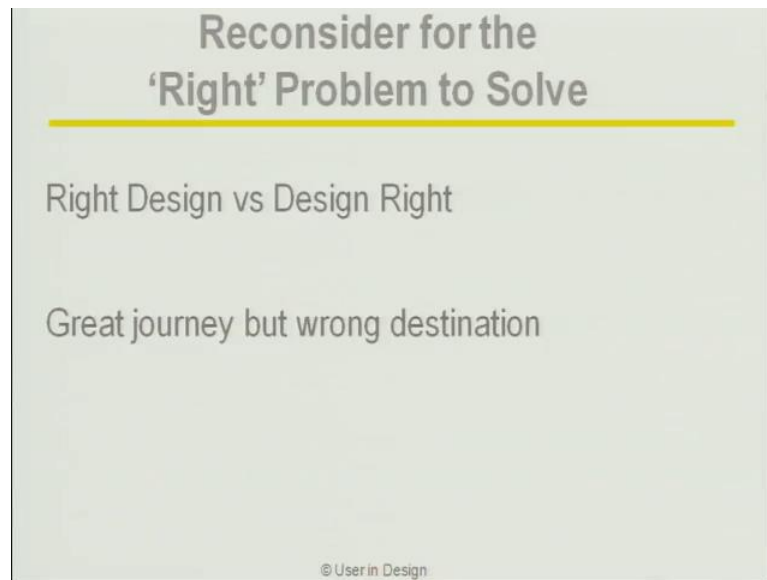 Reconsider for the
‘Right’ Problem to Solve
Right Design vs Design Right
Great journey but wrong destination
© User in Design